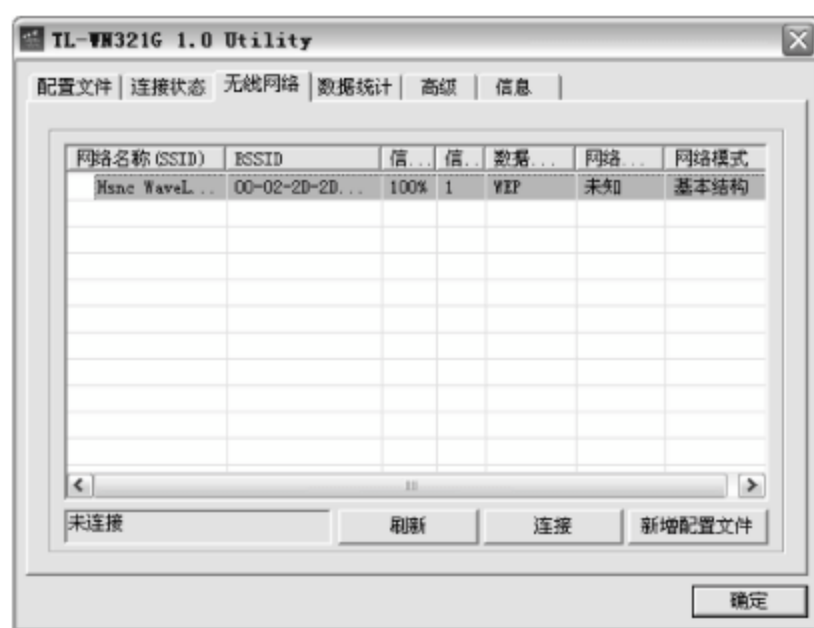 TL-WN321G 1.0 Utility
配置文件 连接状态 无线网络 数据统计 高级 信息
网络名称(SSID) BSSID 信... 信.. 数据... 网络... 网络模式
Hsnc WaveL... 00-02-2D-2D... 100% 1 WEP 未知 基本结构
未连接 刷新 连接 新增配置文件
确定